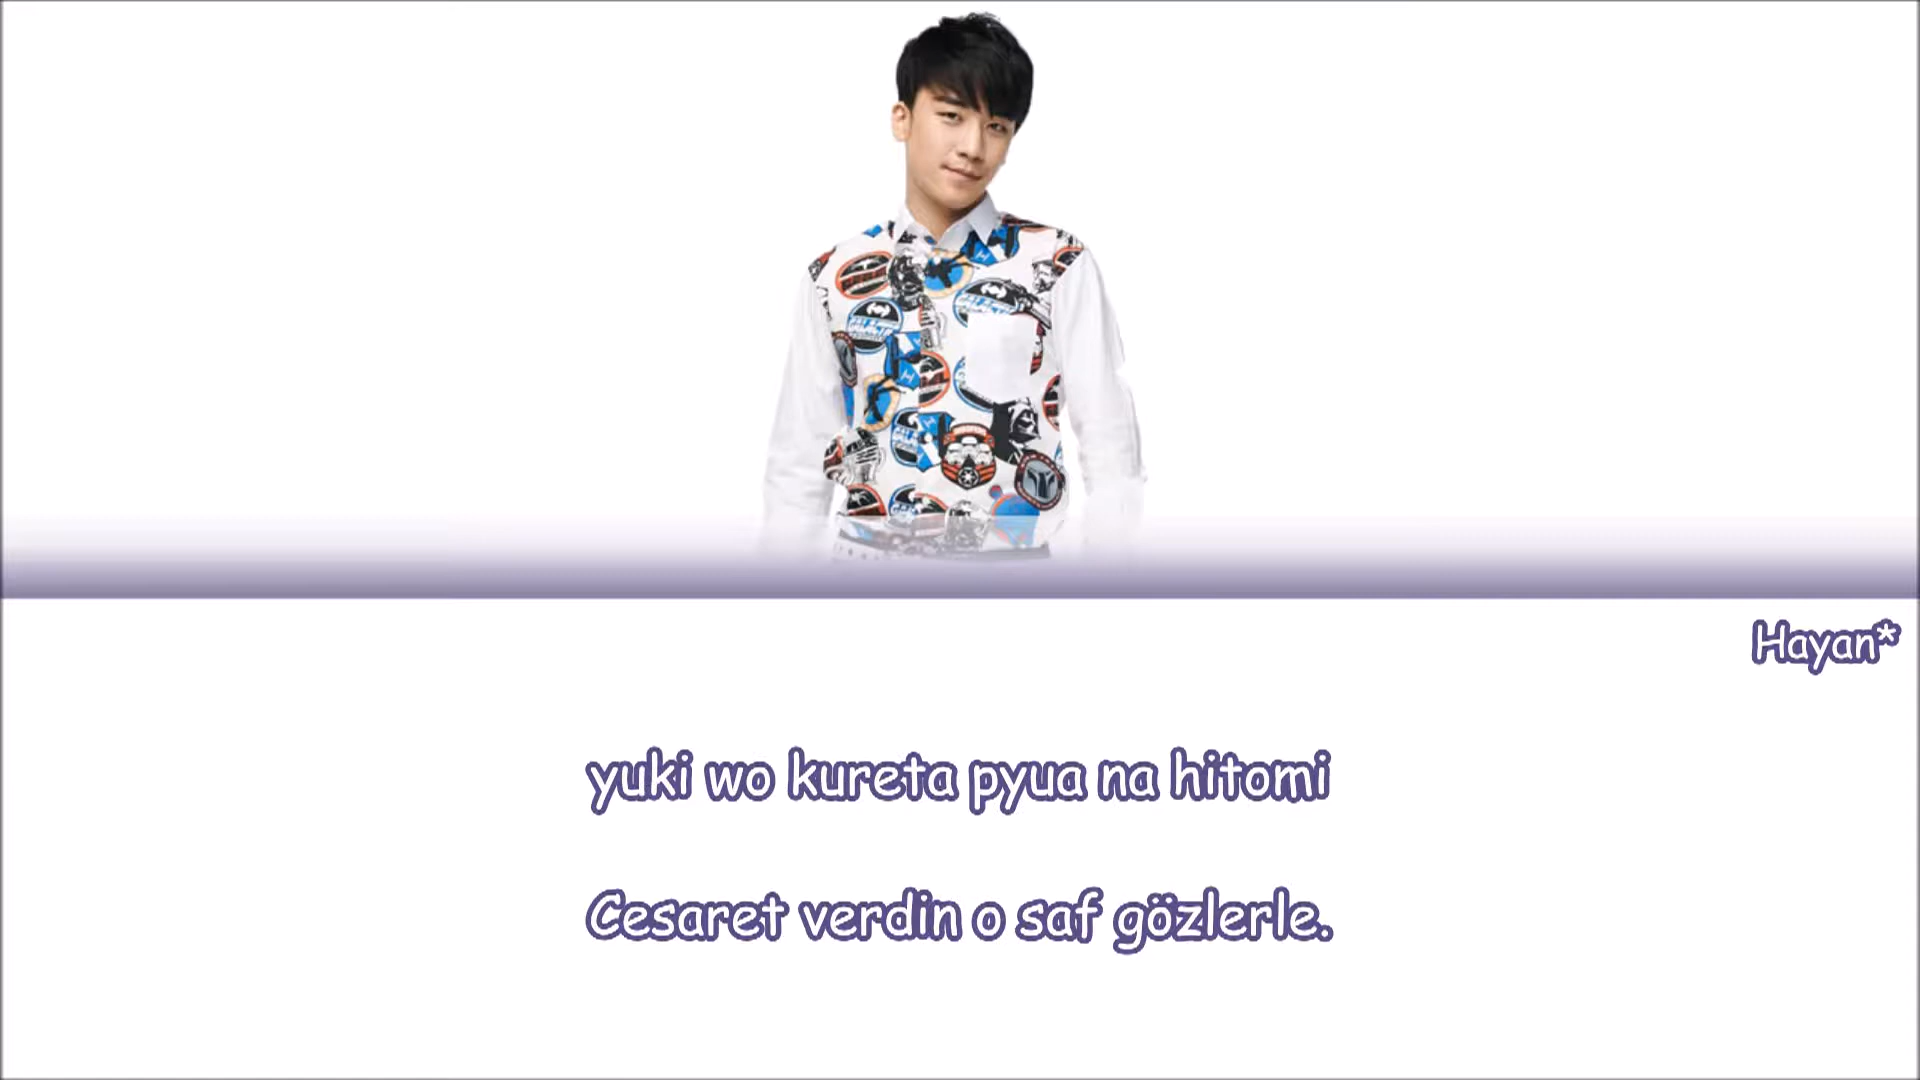 Hayan*
yuki wo kureta pyua na hitomi
Cesaret verdin o saf gözlerle.